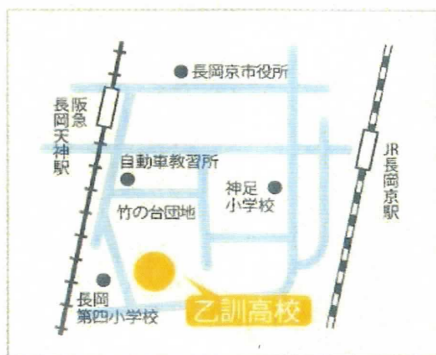 長岡京市役所
阪急
長岡天神駅
自動車教習所
JR長岡京駅
神足
小学校
竹の台団地
長岡
第四小学校
乙訓高校